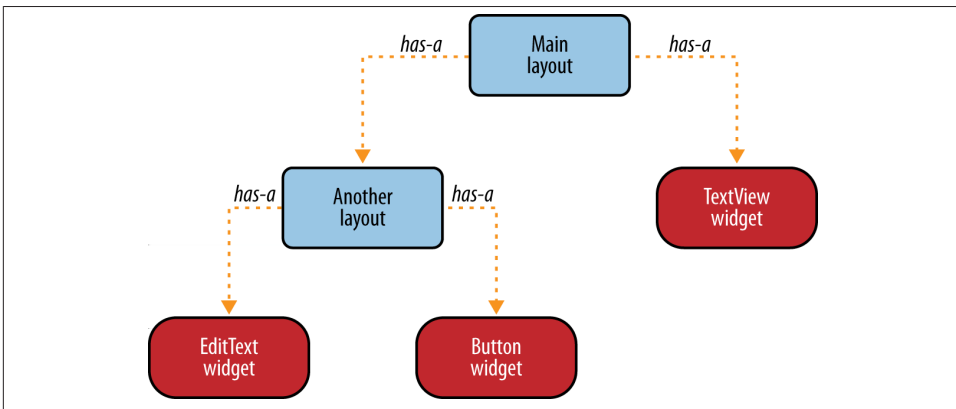 has-a
Main
layout
has-a
has-a
Another
layout
has-a
TextView
widget
EditText
widget
Button
widget